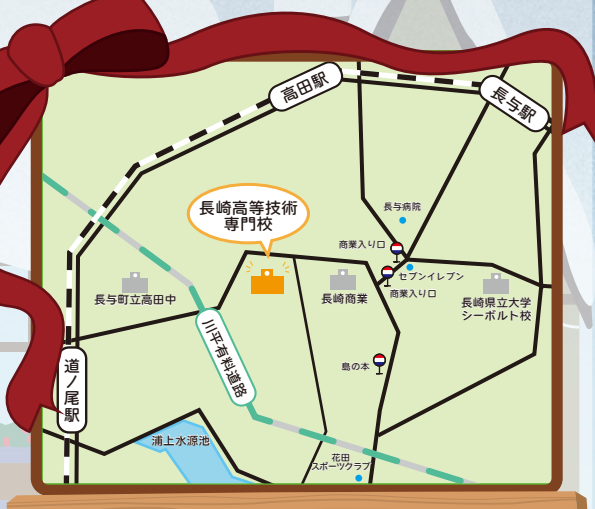 高田駅
長与駅
長崎高等技術
専門校
長与病院
商業入り口
セブンイレブン
商業入り口
長与町立高田中
長崎商業
長崎県立大学
シーボルト校
川平有料道路
島の本
道ノ尾駅
浦上水源池
花田
スポーツクラブ